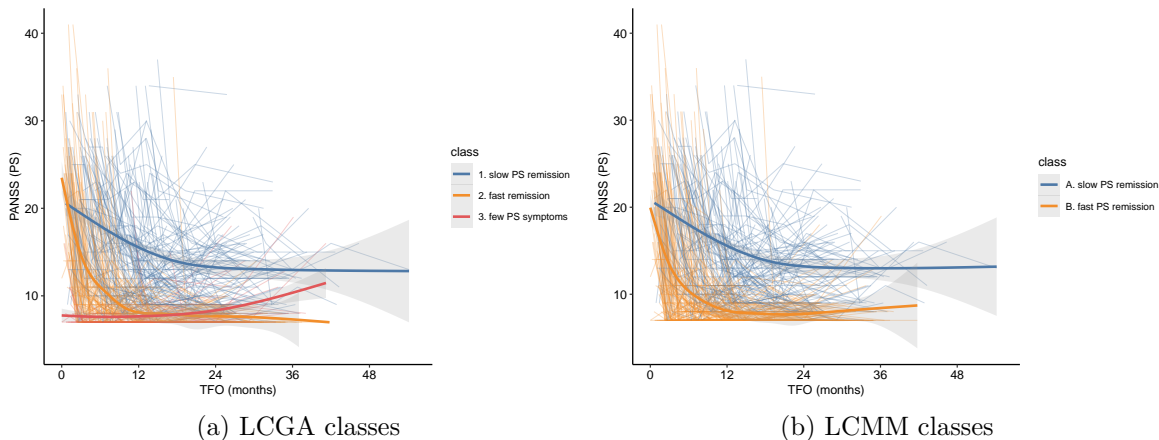 40
30
20
10
0
12
24
36
48
PANSS (PS)
TFO (months)
class
1. slow PS remission
2. fast remission
3. few PS symptoms
(a) LCGA classes
40
30
20
10
0
12
24
36
48
PANSS (PS)
TFO (months)
class
A. slow PS remission
B. fast PS remission
(b) LCMM classes